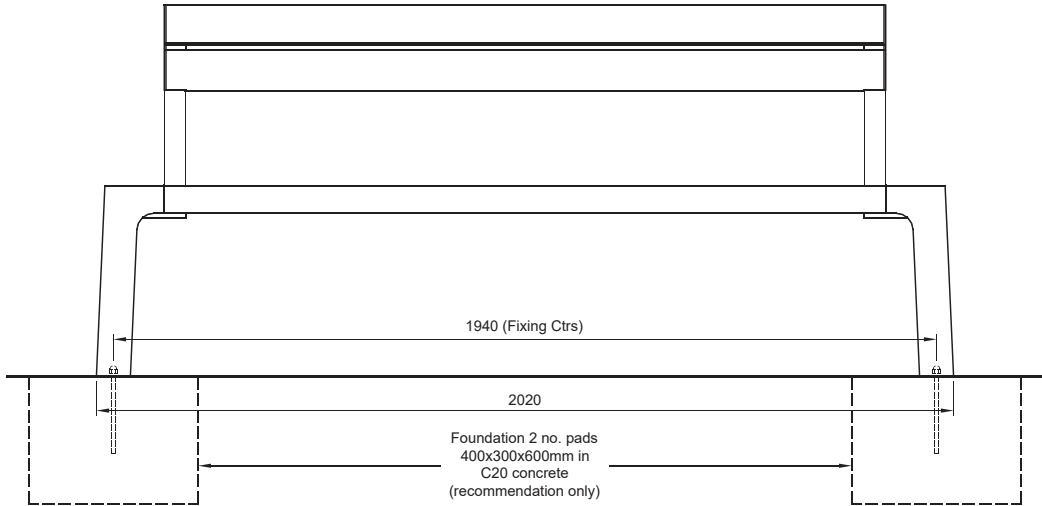 1940 (Fixing Ctrs)
2020
Foundation 2 no. pads
400x300x600mm in
C20 concrete
(recommendation only)